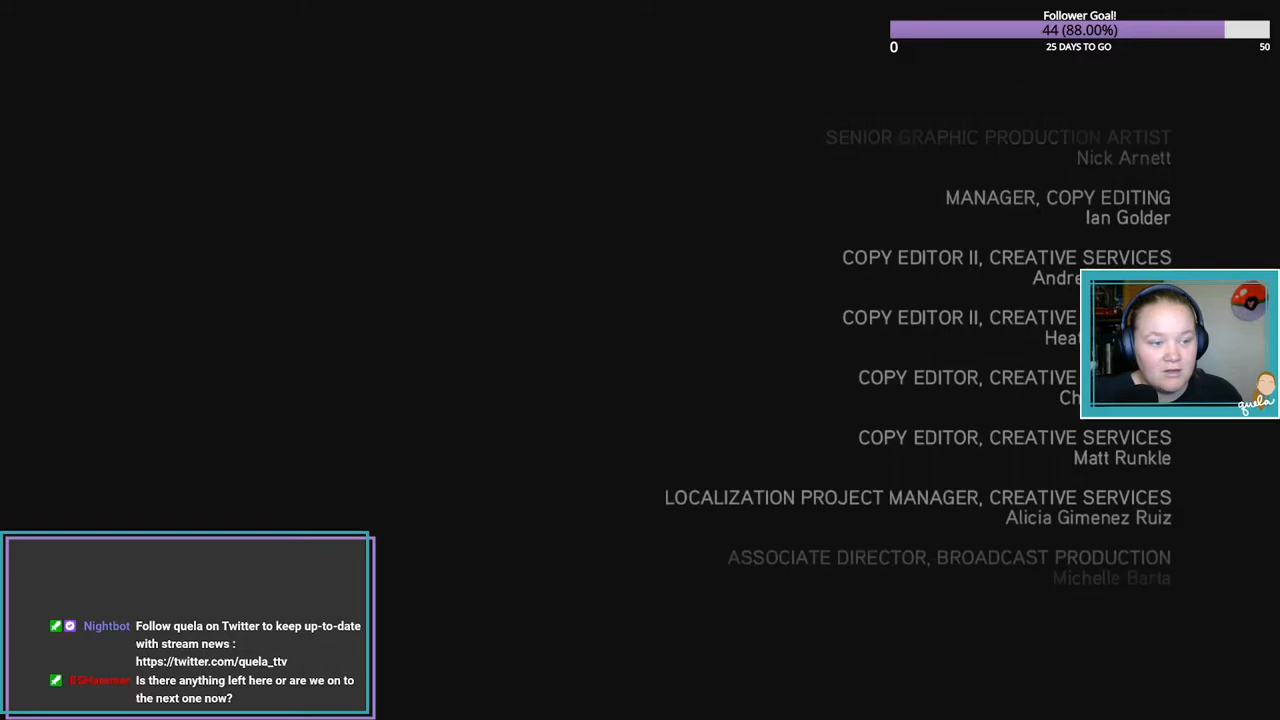 Follower Goal!
44 (88.00%)
0
25 DAYS TO GO
50
SENIOR GRAPHIC PRODUCTION ARTIST
Nick Arnett
MANAGER, COPY EDITING
Ian Golder
COPY EDITOR II, CREATIVE SERVICES
COPY EDITOR II, CREATIVE
COPY EDITOR, CREATIVE
COPY EDITOR, CREATIVE SERVICES
Matt Runkle
LOCALIZATION PROJECT MANAGER, CREATIVE SERVICES
Alicia Gimenez Ruiz
ASSOCIATE DIRECTOR, BROADCAST PRODUCTION
Michelle Barta
quela
Nightbot Follow quela on Twitter to keep up-to-date
with stream news :
https://twitter.com/quela_ttv
Is there anything left here or are we on to
the next one now?